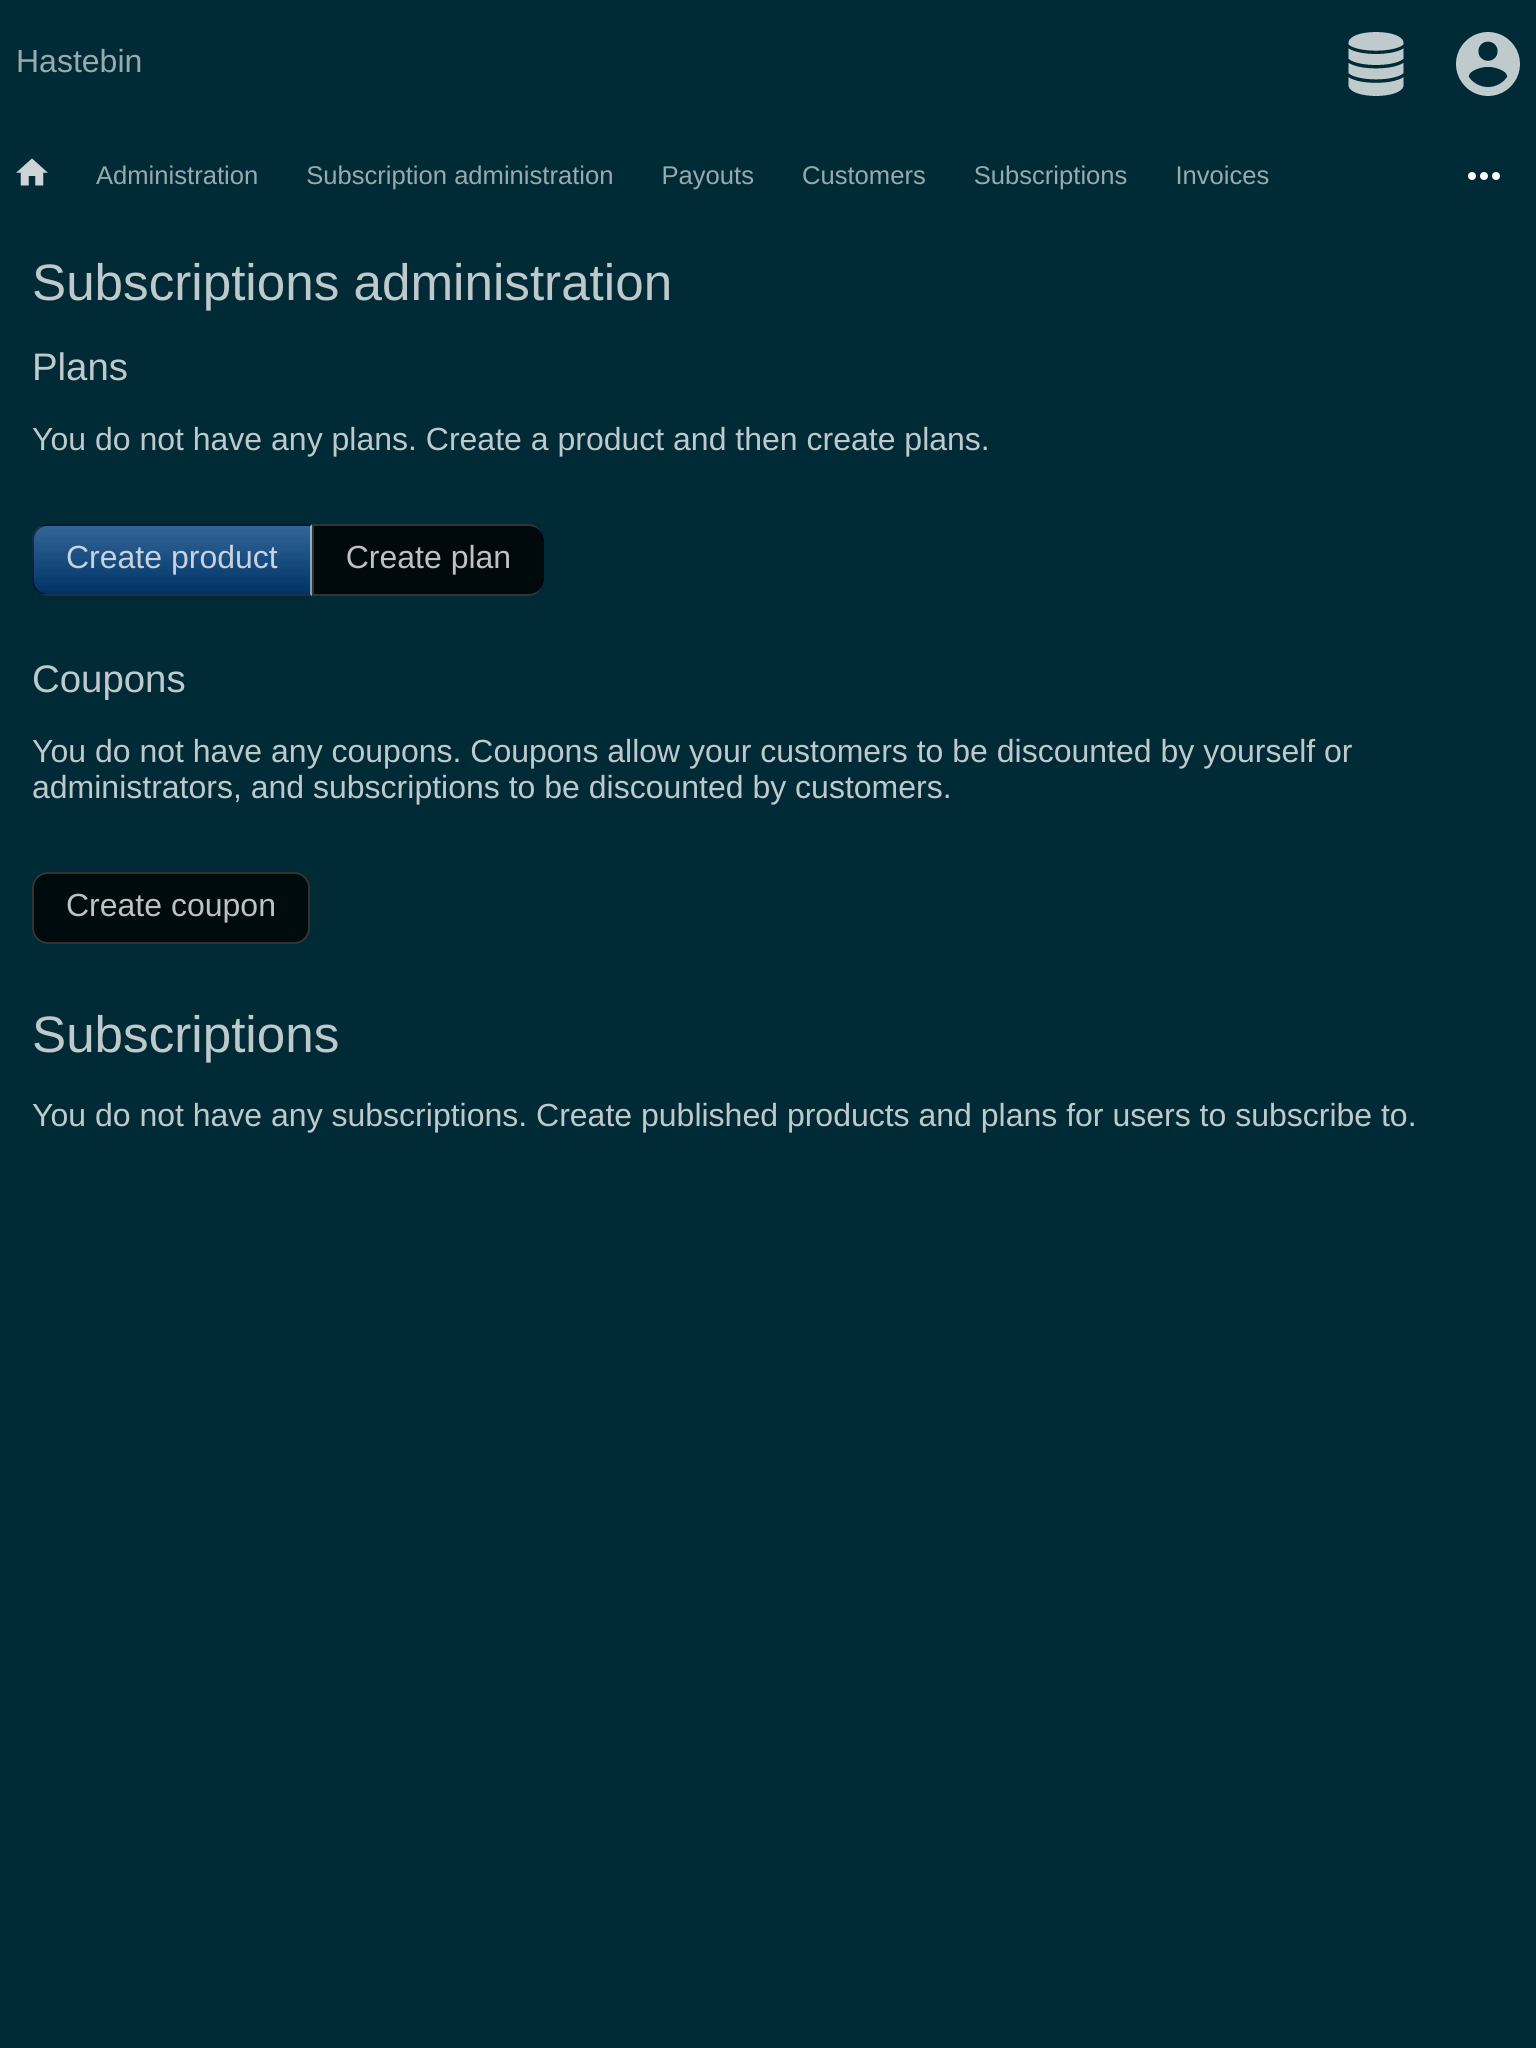 Hastebin
Administration Subscription administration Payouts Customers Subscriptions Invoices
Subscriptions administration
Plans
You do not have any plans. Create a product and then create plans.
Create product Create plan
Coupons
You do not have any coupons. Coupons allow your customers to be discounted by yourself or
administrators, and subscriptions to be discounted by customers.
Create coupon
Subscriptions
You do not have any subscriptions. Create published products and plans for users to subscribe to.